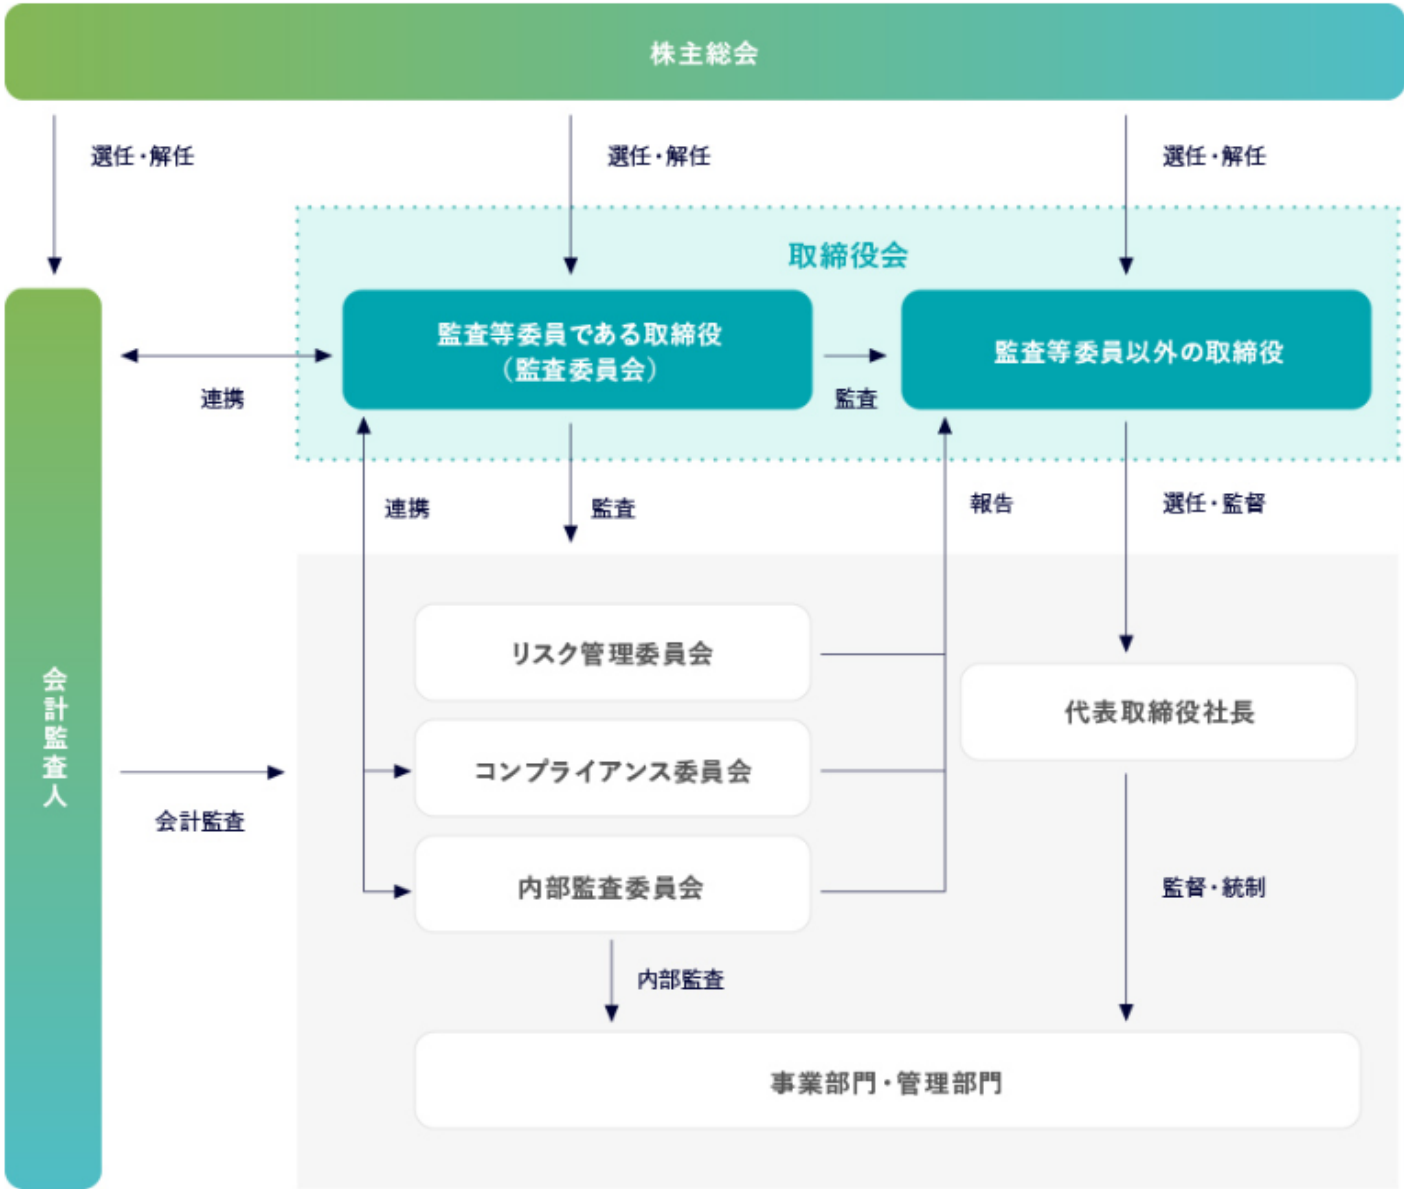 株主総会
選任・解任
選任・解任
選任・解任
取締役会
監査等委員である取締役
（監査委員会）
監査等委員以外の取締役
連携
監査
連携
監査
報告
選任・監督
リスク管理委員会
代表取締役社長
コンプライアンス委員会
会計監査人
会計監査
内部監査委員会
監督・統制
内部監査
事業部門・管理部門